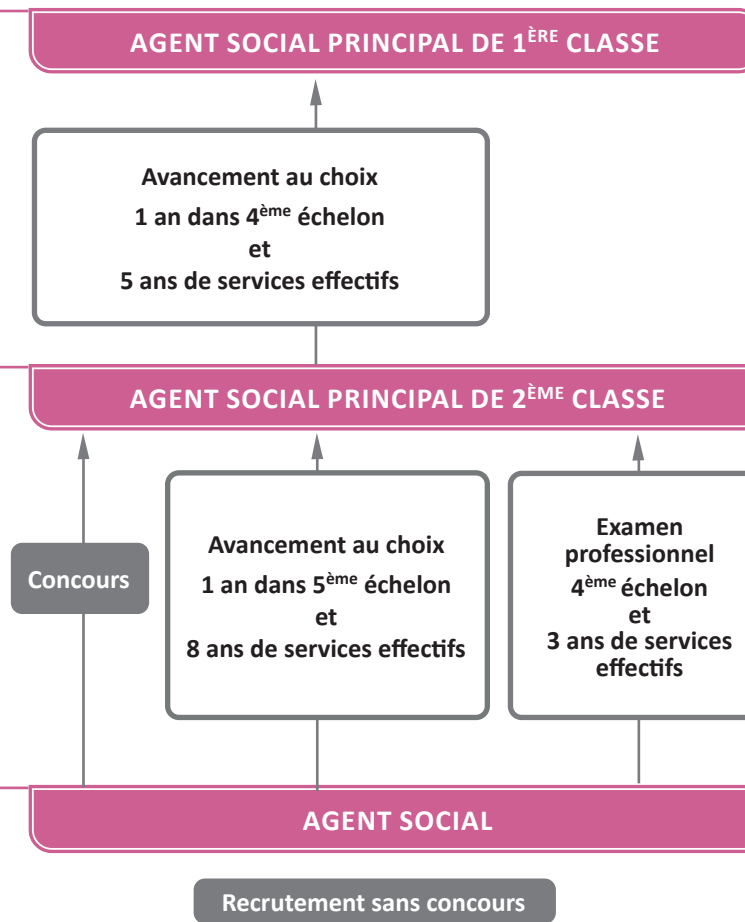 AGENT SOCIAL PRINCIPAL DE 1ÈRE CLASSE
Avancement au choix
1 an dans 4ème échelon
et
5 ans de services effectifs
AGENT SOCIAL PRINCIPAL DE 2ÈME CLASSE
Concours
Avancement au choix
1 an dans 5ème échelon
et
8 ans de services effectifs
Examen
professionnel
4ème échelon
et
3 ans de services
effectifs
AGENT SOCIAL
Recrutement sans concours